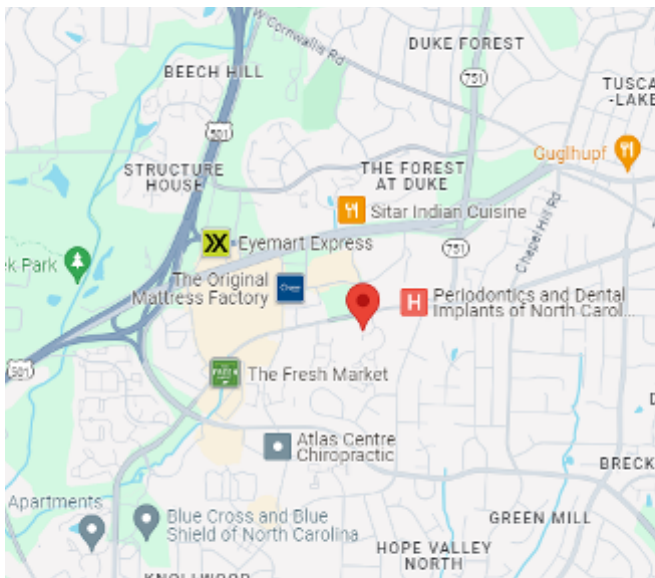 W Cornwallis Rd
DUKE FOREST
BEECH HILL
751
TUSCA
-LAKE
501
Guglhupf
STRUCTURE
HOUSE
THE FOREST
AT DUKE
Sitar Indian Cuisine
Eyemart Express
751
Chapel Hill Rd
ek Park
The Original
Mattress Factory
H
Periodontics and Dental
Implants of North Carol...
501
The Fresh Market
Atlas Centre
Chiropractic
BRECK
Apartments
Blue Cross and Blue
Shield of North Carolina
GREEN MILL
HOPE VALLEY
NORTH
KNOLLWOOD